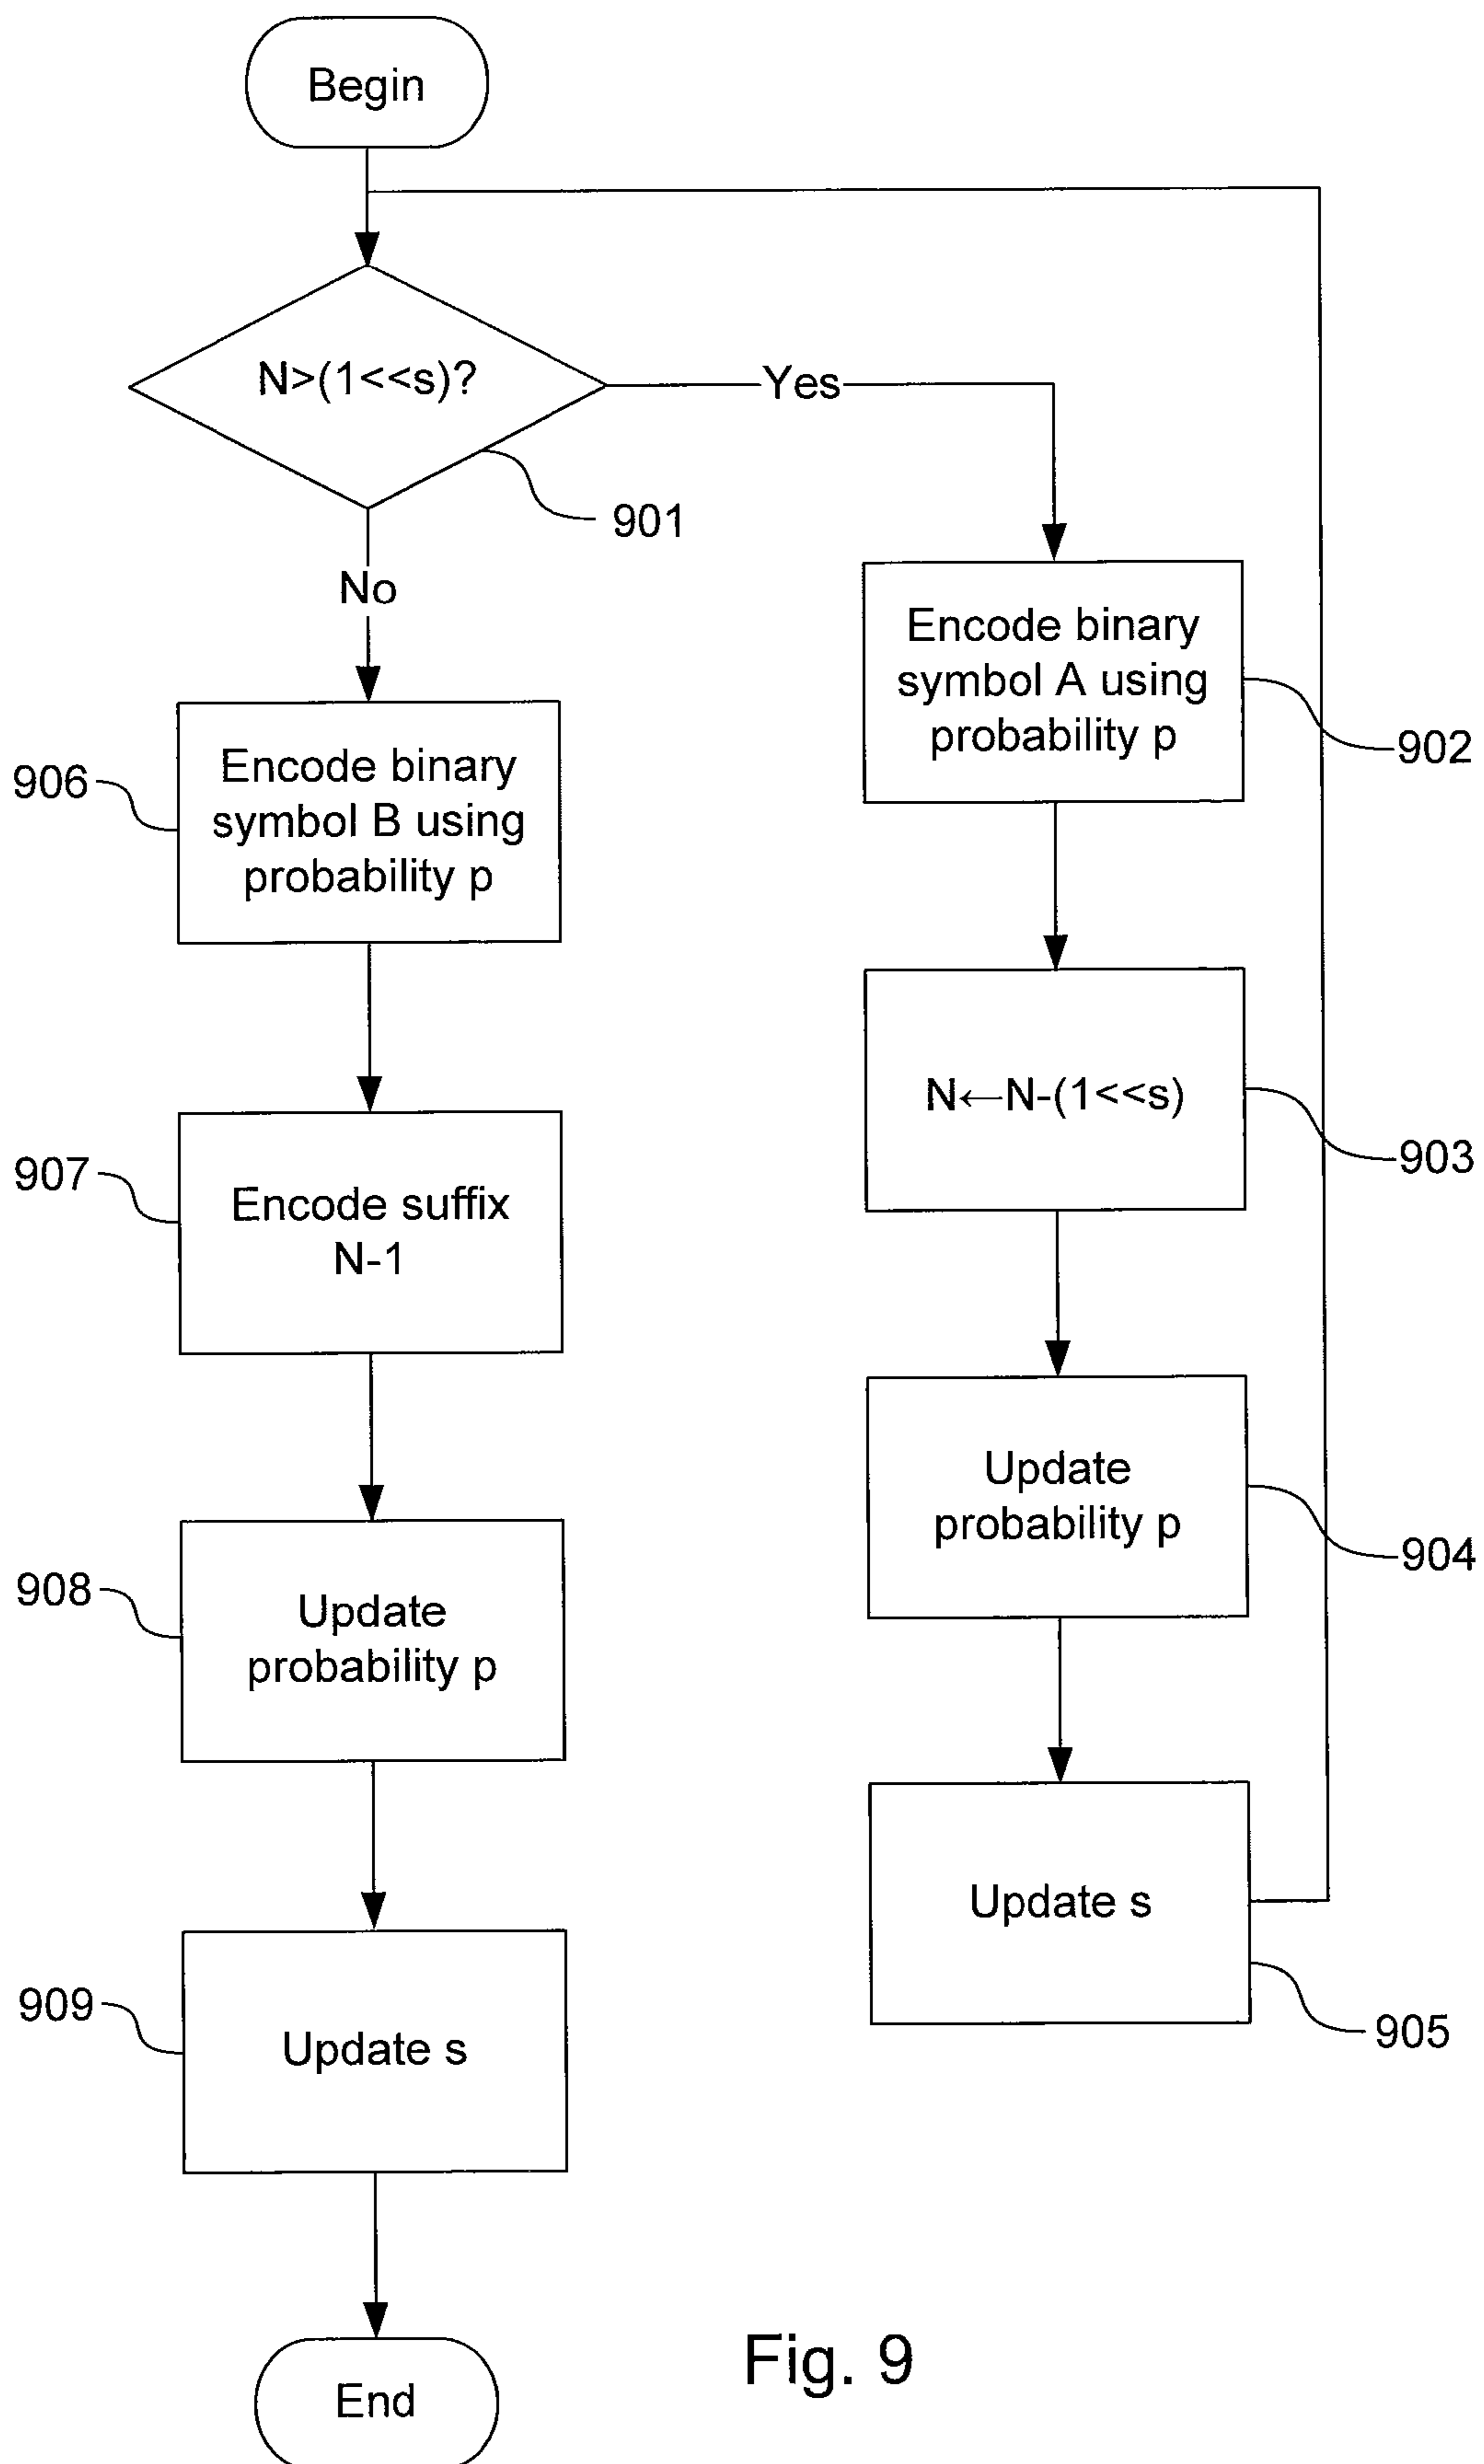 Begin
N>(1<<s)?
Yes
901
No
Encode binary
symbol A using
probability p
902
906
Encode binary
symbol B using
probability p
N←N-(1<<s)
903
907
Encode suffix
N-1
Update
probability p
904
908
Update
probability p
Update s
905
909
Update s
End
Fig. 9